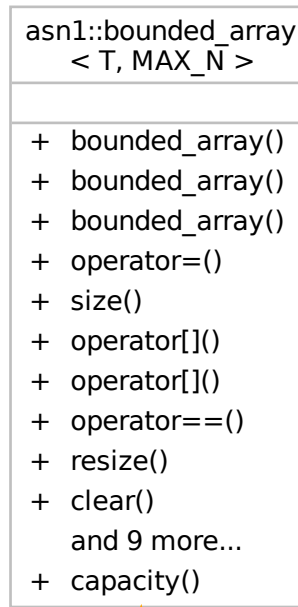 asn1::bounded_array
< T, MAX_N >
+ bounded_array()
+ bounded_array()
+ bounded_array()
+ operator=()
+ size()
+ operator[]()
+ operator[]()
+ operator==()
+ resize()
+ clear()
and 9 more...
+ capacity()